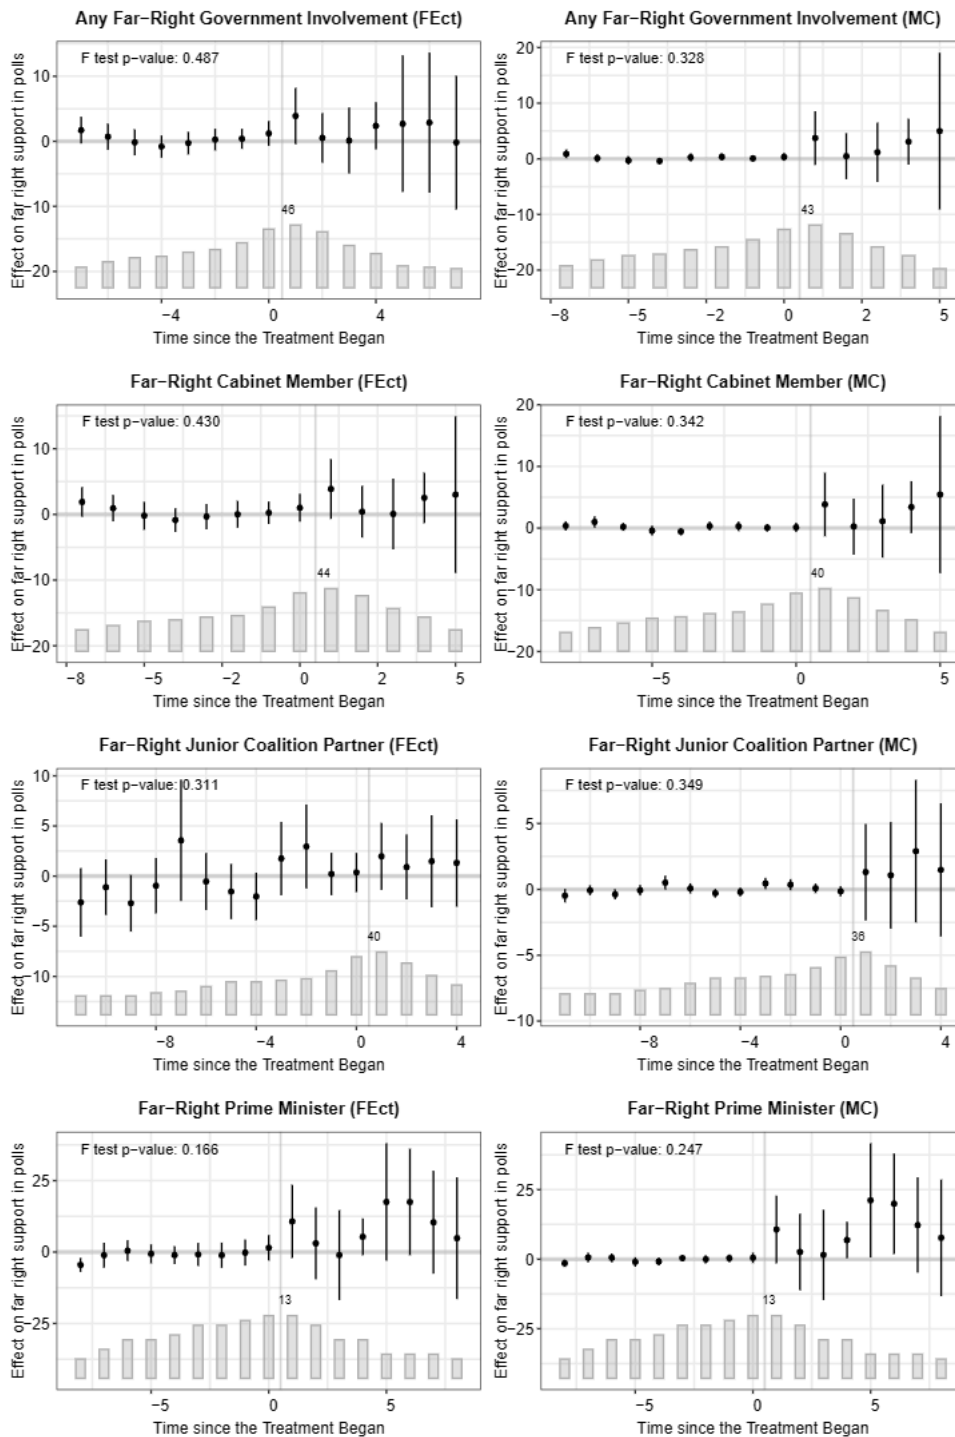 Any Far−Right Government Involvement (FEct)
Effect on far right support in polls
F test p-value: 0.487
10
0
−10
−20
46
−4
0
4
Time since the Treatment Began
Any Far−Right Government Involvement (MC)
Effect on far right support in polls
F test p-value: 0.328
20
10
0
−10
−20
43
−8
−5
−2
0
2
5
Time since the Treatment Began
Far−Right Cabinet Member (FEct)
Effect on far right support in polls
F test p-value: 0.430
10
0
−10
−20
44
−8
−5
−2
0
2
5
Time since the Treatment Began
Far−Right Cabinet Member (MC)
Effect on far right support in polls
F test p-value: 0.342
20
10
0
−10
−20
40
−5
0
5
Time since the Treatment Began
Far−Right Junior Coalition Partner (FEct)
Effect on far right support in polls
F test p-value: 0.311
10
5
0
−5
−10
40
−8
−4
0
4
Time since the Treatment Began
Far−Right Junior Coalition Partner (MC)
Effect on far right support in polls
F test p-value: 0.349
5
0
−5
−10
36
−8
−4
0
4
Time since the Treatment Began
Far−Right Prime Minister (FEct)
Effect on far right support in polls
F test p-value: 0.166
25
0
−25
13
−5
0
5
Time since the Treatment Began
Far−Right Prime Minister (MC)
Effect on far right support in polls
F test p-value: 0.247
25
0
−25
13
−5
0
5
Time since the Treatment Began